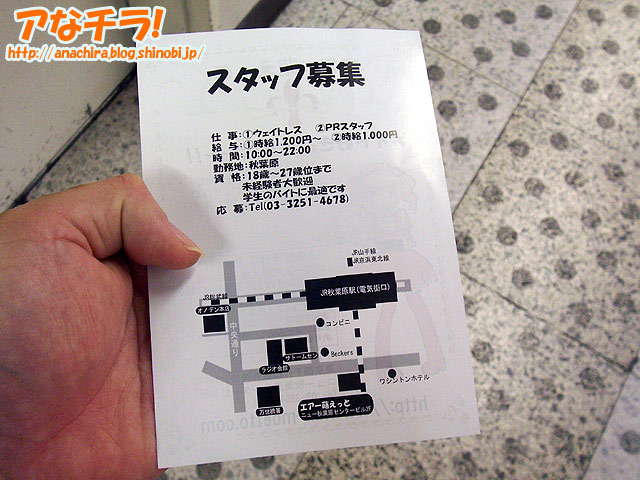 アなチラ!
http://anachira.blog.shinobi.jp/
スタッフ募集
仕 事:①ウェイトレス ②PRスタッフ
給 与:①時給1,200円~ ②時給1,000円
時 間:10:00~22:00
勤務地:秋葉原
資 格:18歳~27歳位まで
未経験者大歓迎
学生のバイトに最適です
応 募:Tel(03-3251-4678)
JR山手線
JR京浜東北線
JR秋葉原駅(電気街口)
JR総武線
オノデン本店
中央通り
コンビニ
サトームセン
Beckers
ラジオ会館
ワシントンホテル
万世橋署
エアー蕗えっと
ニュー秋葉原センタービル2F